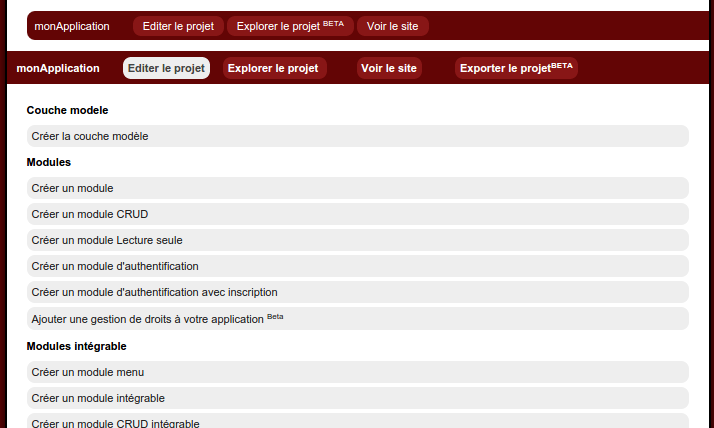 monApplication Editer le projet Explorer le projet BETA Voir le site
monApplication Editer le projet Explorer le projet Voir le site Exporter le projetBETA
Couche modele
Créer la couche modèle
Modules
Créer un module
Créer un module CRUD
Créer un module Lecture seule
Créer un module d'authentification
Créer un module d'authentification avec inscription
Ajouter une gestion de droits à votre application Beta
Modules intégrable
Créer un module menu
Créer un module intégrable
Créer un module CRUD intégrable